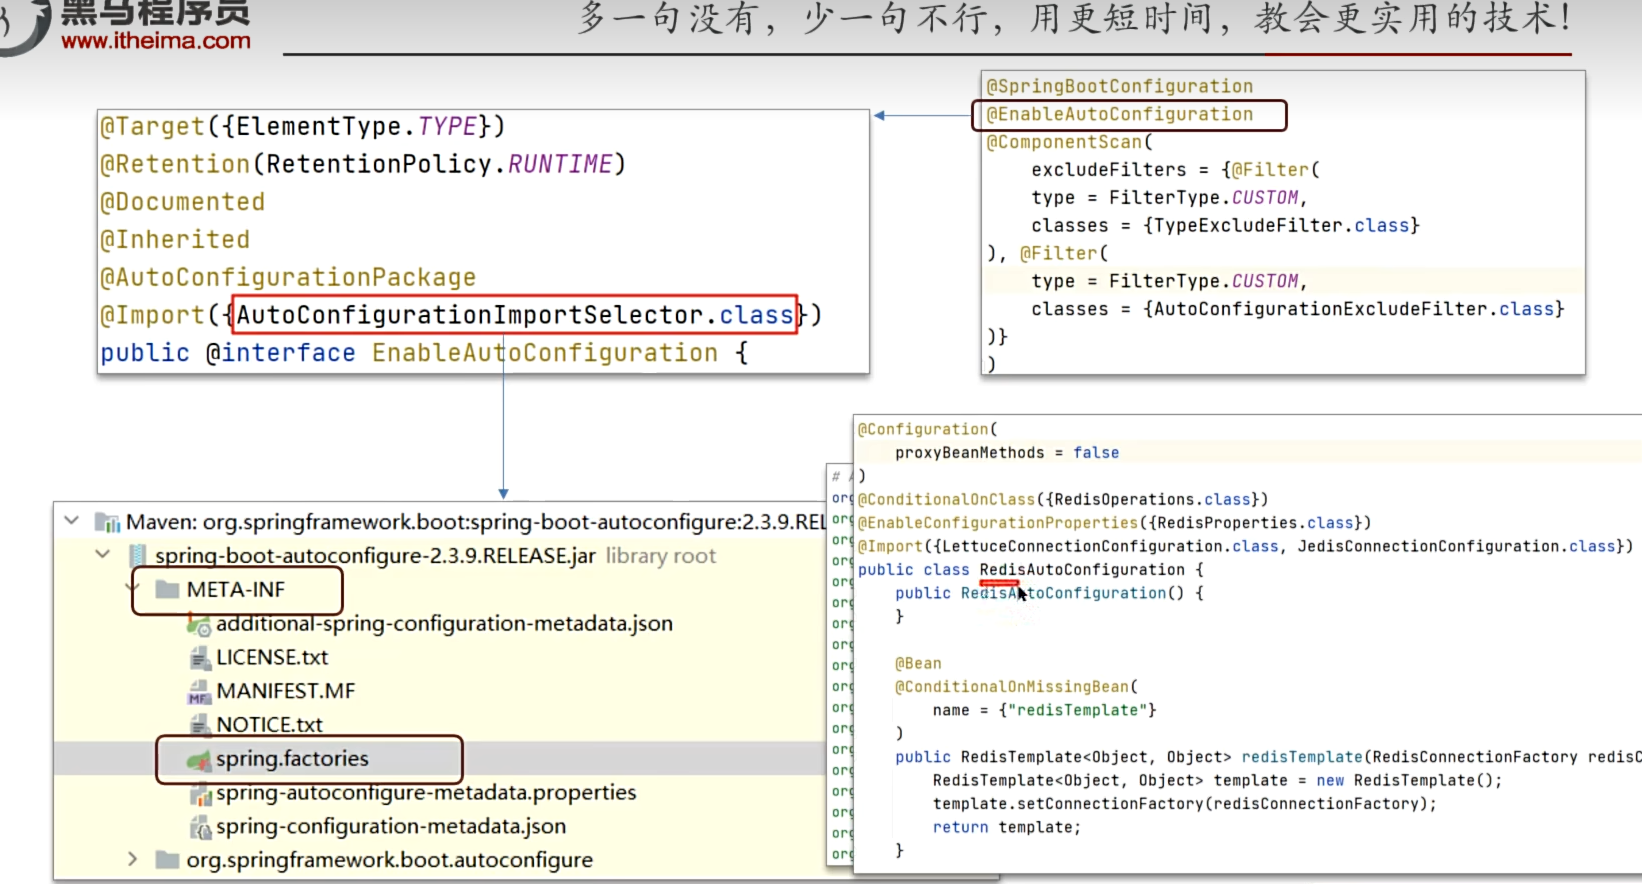 黑马程序员
www.itheima.com
多一句没有，少一句不行，用更短时间，教会更实用的技术！
@Target({ElementType.TYPE})
@Retention(RetentionPolicy.RUNTIME)
@Documented
@Inherited
@AutoConfigurationPackage
@Import({AutoConfigurationImportSelector.class})
public @interface EnableAutoConfiguration {
@SpringBootConfiguration
@EnableAutoConfiguration
@ComponentScan(
excludeFilters = {@Filter(
type = FilterType.CUSTOM,
classes = {TypeExcludeFilter.class}
), @Filter(
type = FilterType.CUSTOM,
classes = {AutoConfigurationExcludeFilter.class}
)}
)
Maven: org.springframework.boot:spring-boot-autoconfigure:2.3.9.REL
spring-boot-autoconfigure-2.3.9.RELEASE.jar library root
META-INF
additional-spring-configuration-metadata.json
LICENSE.txt
MF MANIFEST.MF
NOTICE.txt
spring.factories
spring-autoconfigure-metadata.properties
spring-configuration-metadata.json
org.springframework.boot.autoconfigure
@Configuration(
proxyBeanMethods = false
)
@ConditionalOnClass({RedisOperations.class})
@EnableConfigurationProperties({RedisProperties.class})
@Import({LettuceConnectionConfiguration.class, JedisConnectionConfiguration.class})
public class RedisAutoConfiguration {
public RedisAutoConfiguration() {
}
@Bean
@ConditionalOnMissingBean(
name = {"redisTemplate"}
)
public RedisTemplate<Object, Object> redisTemplate(RedisConnectionFactory redisC
RedisTemplate<Object, Object> template = new RedisTemplate();
template.setConnectionFactory(redisConnectionFactory);
return template;
}